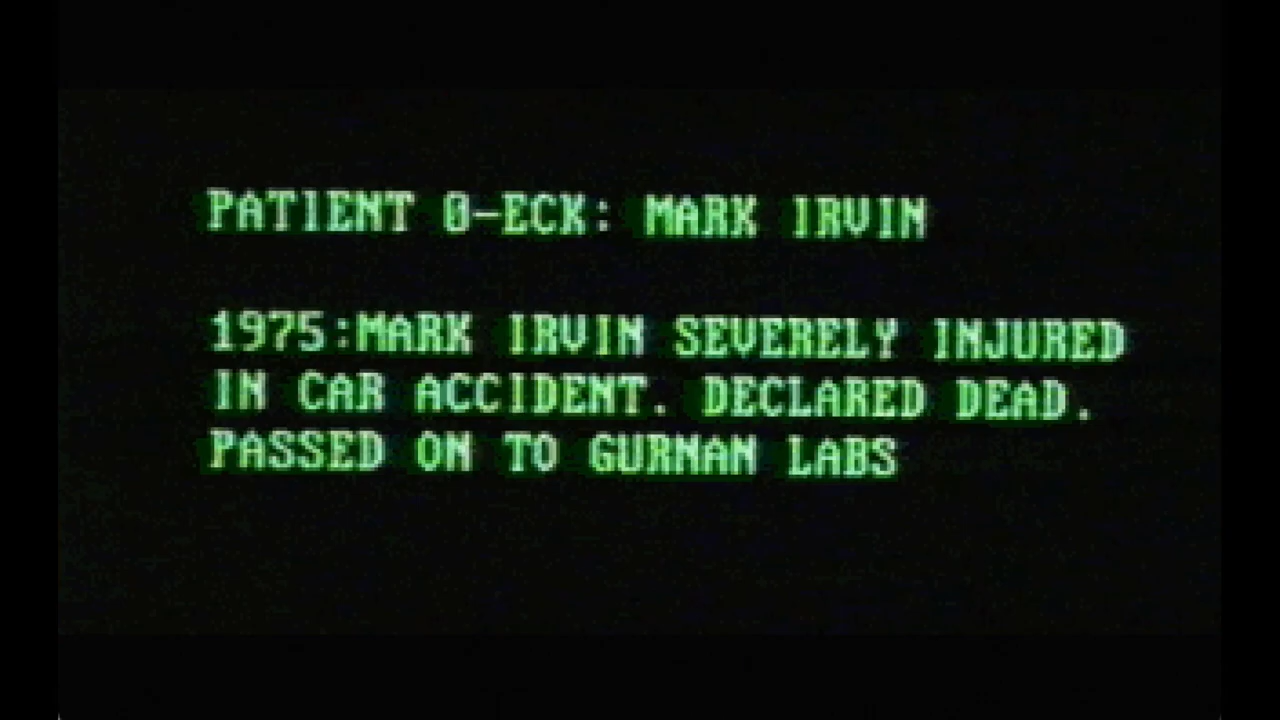 PATIENT 0-ECK: MARK IRVIN
1975:MARK IRVIN SEVERELY INJURED
IN CAR ACCIDENT. DECLARED DEAD.
PASSED ON TO GURMAN LABS